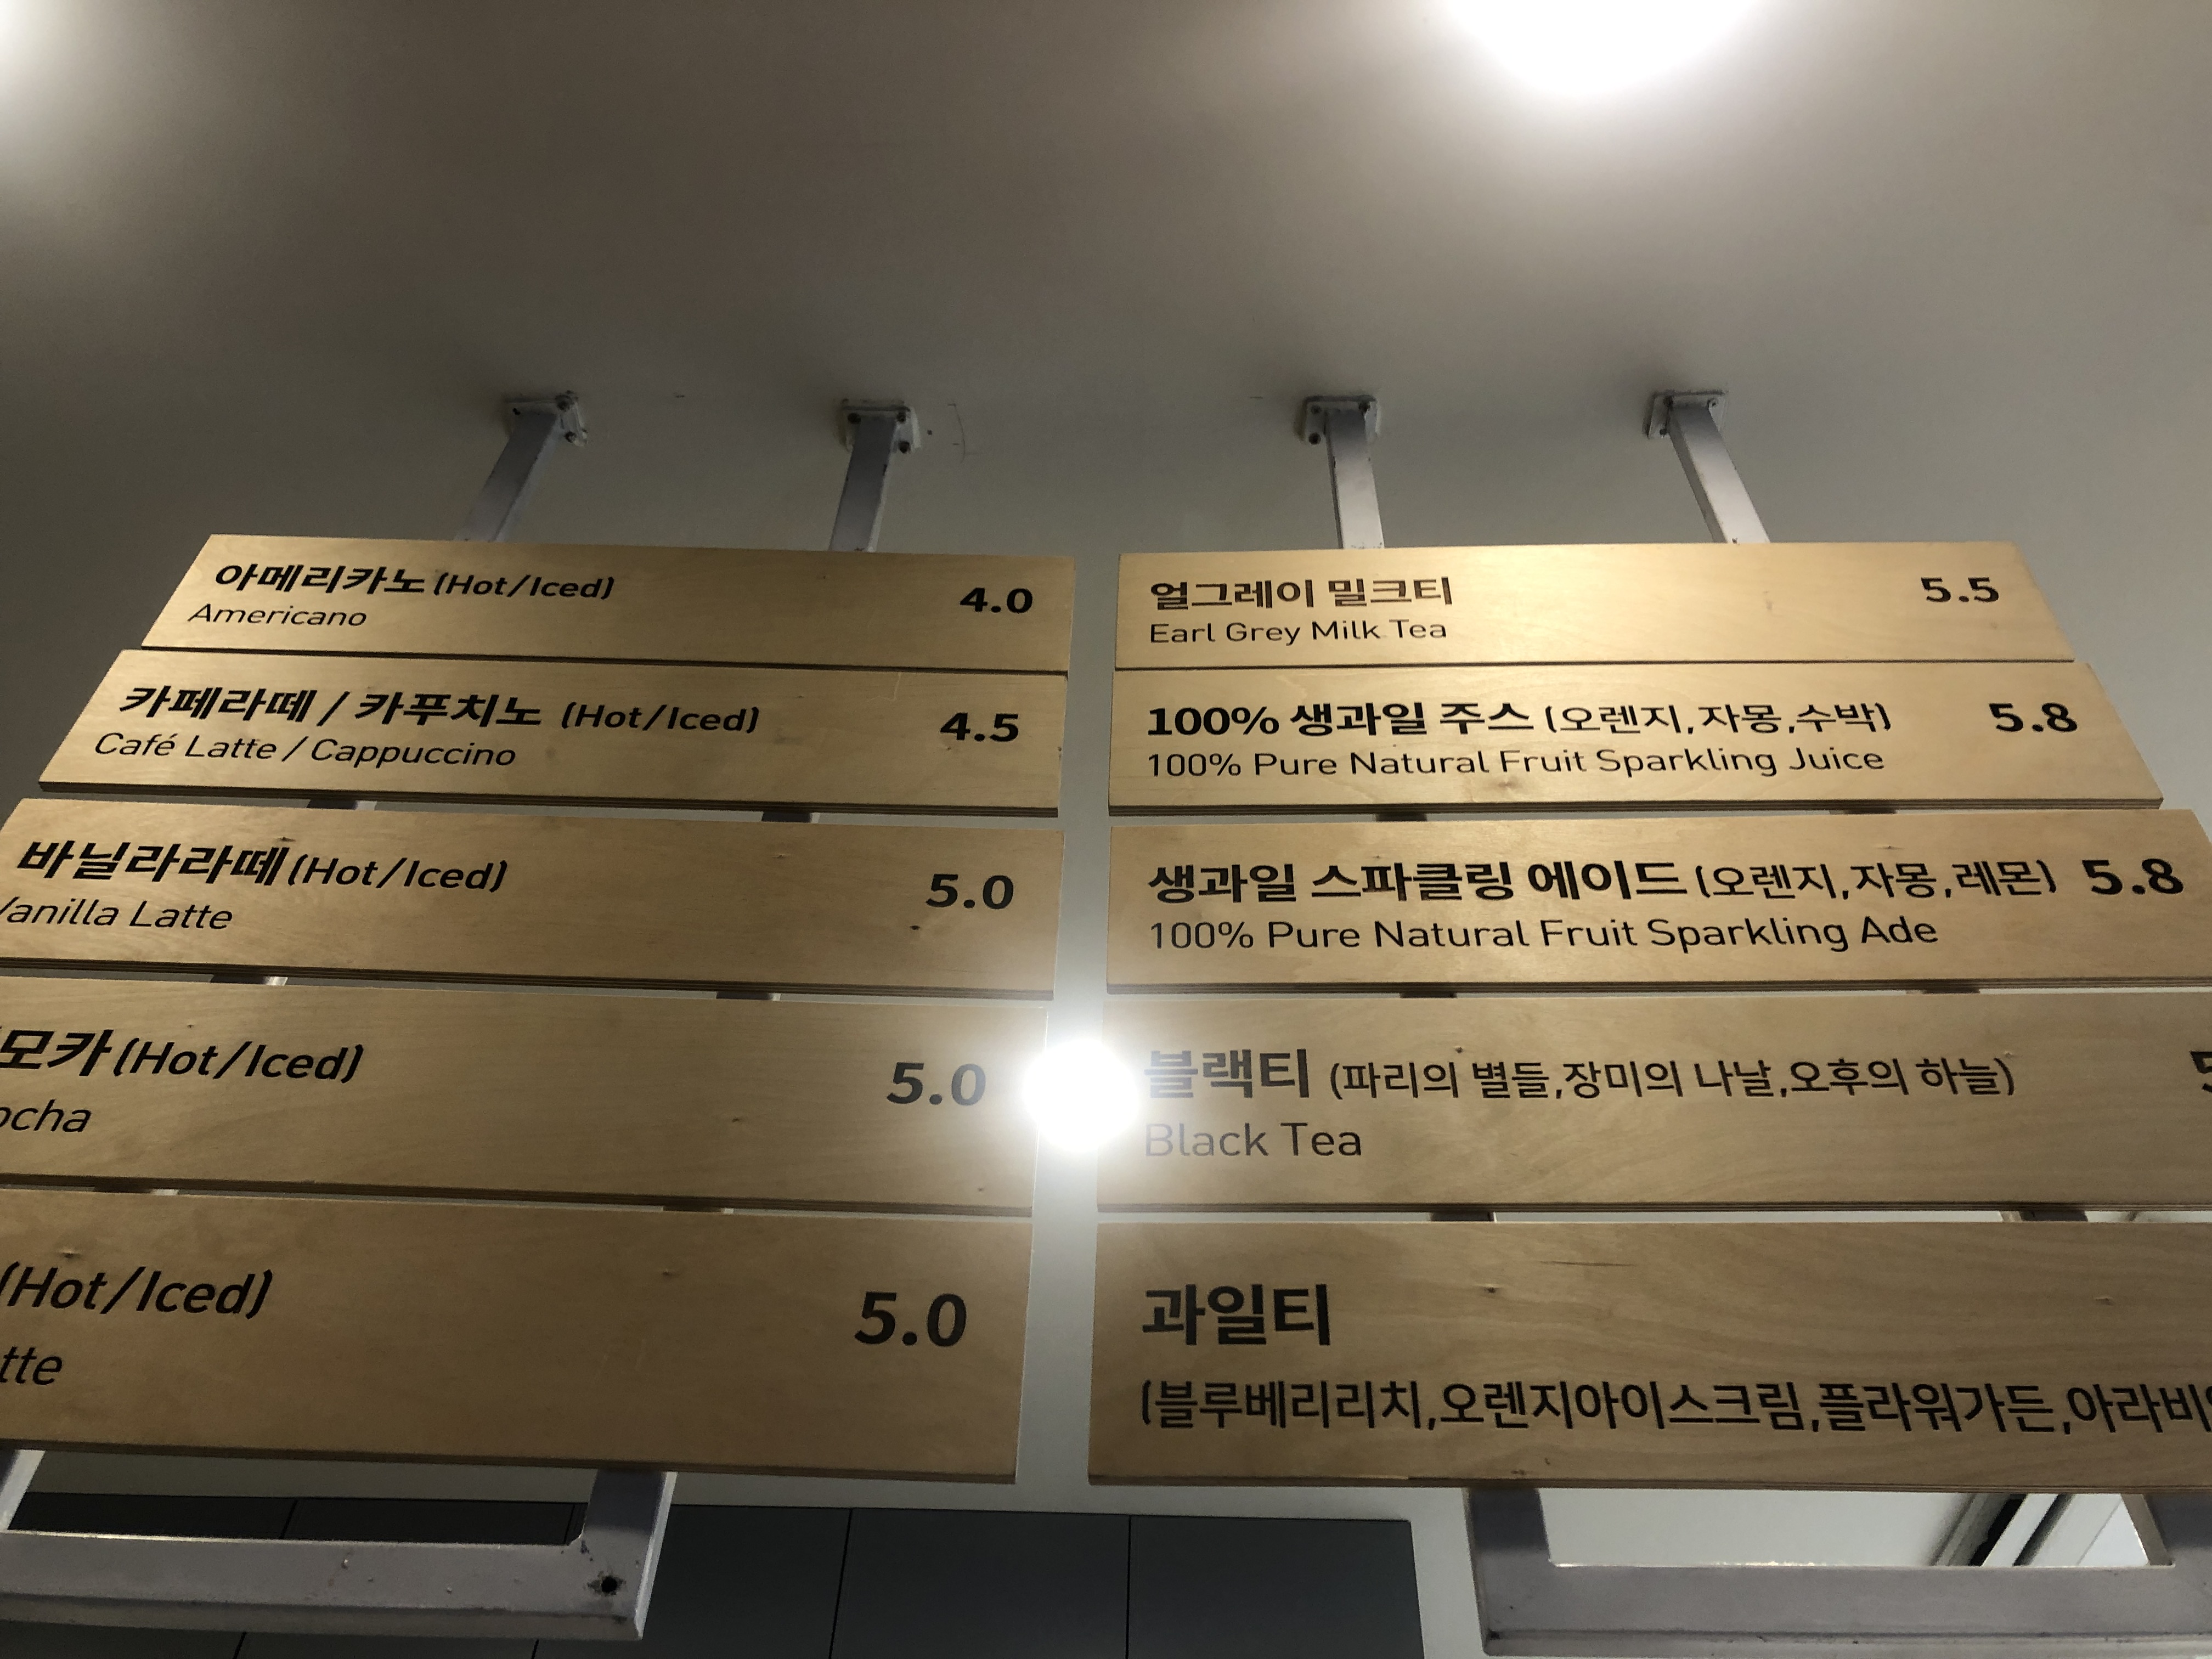 아메리카노 (Hot/Iced) 4.0
Americano
카페라떼 / 카푸치노 (Hot/Iced) 4.5
Café Latte / Cappuccino
바닐라라떼 (Hot/Iced) 5.0
Vanilla Latte
모카 (Hot/Iced) 5.0
ocha
(Hot/Iced) 5.0
tte
얼그레이 밀크티 5.5
Earl Grey Milk Tea
100% 생과일 주스 (오렌지,자몽,수박) 5.8
100% Pure Natural Fruit Sparkling Juice
생과일 스파클링 에이드 (오렌지,자몽,레몬) 5.8
100% Pure Natural Fruit Sparkling Ade
블랙티 (파리의 별들,장미의 나날,오후의 하늘) 5
Black Tea
과일티
(블루베리리치,오렌지아이스크림,플라워가든,아라비